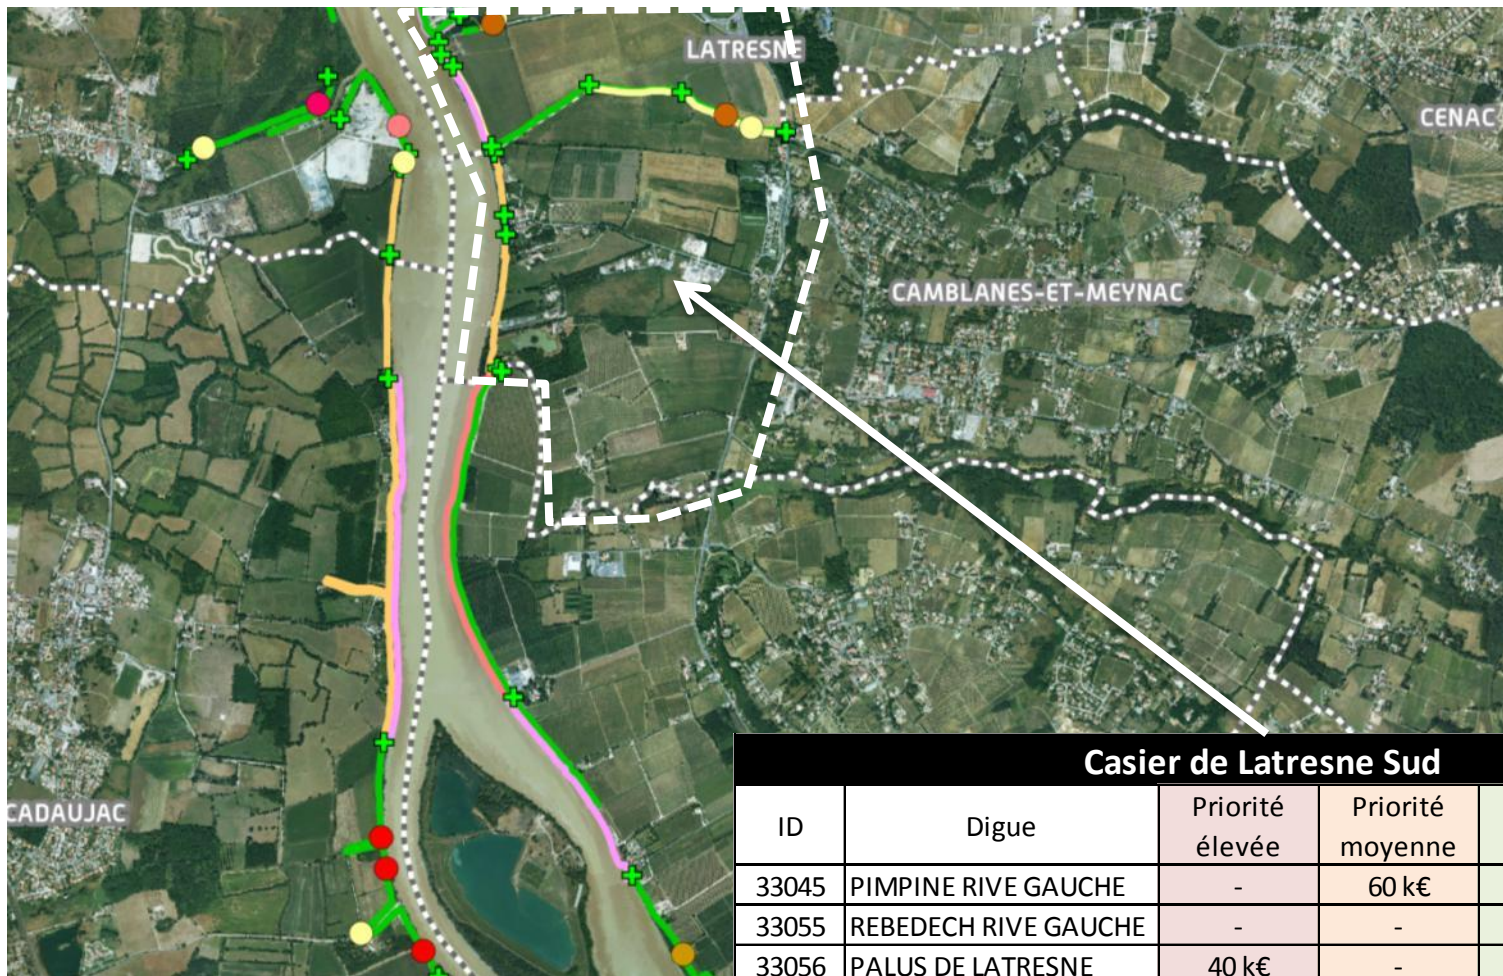 LATRESNE
CENAC
CAMBLANES-ET-MEYNAC
CADAUJAC
Casier de Latresne Sud
ID Digue Priorité élevée Priorité moyenne
33045 PIMPINE RIVE GAUCHE - 60 k€
33055 REBEDECH RIVE GAUCHE - -
33056 PALUS DE LATRESNE 40 k€ -